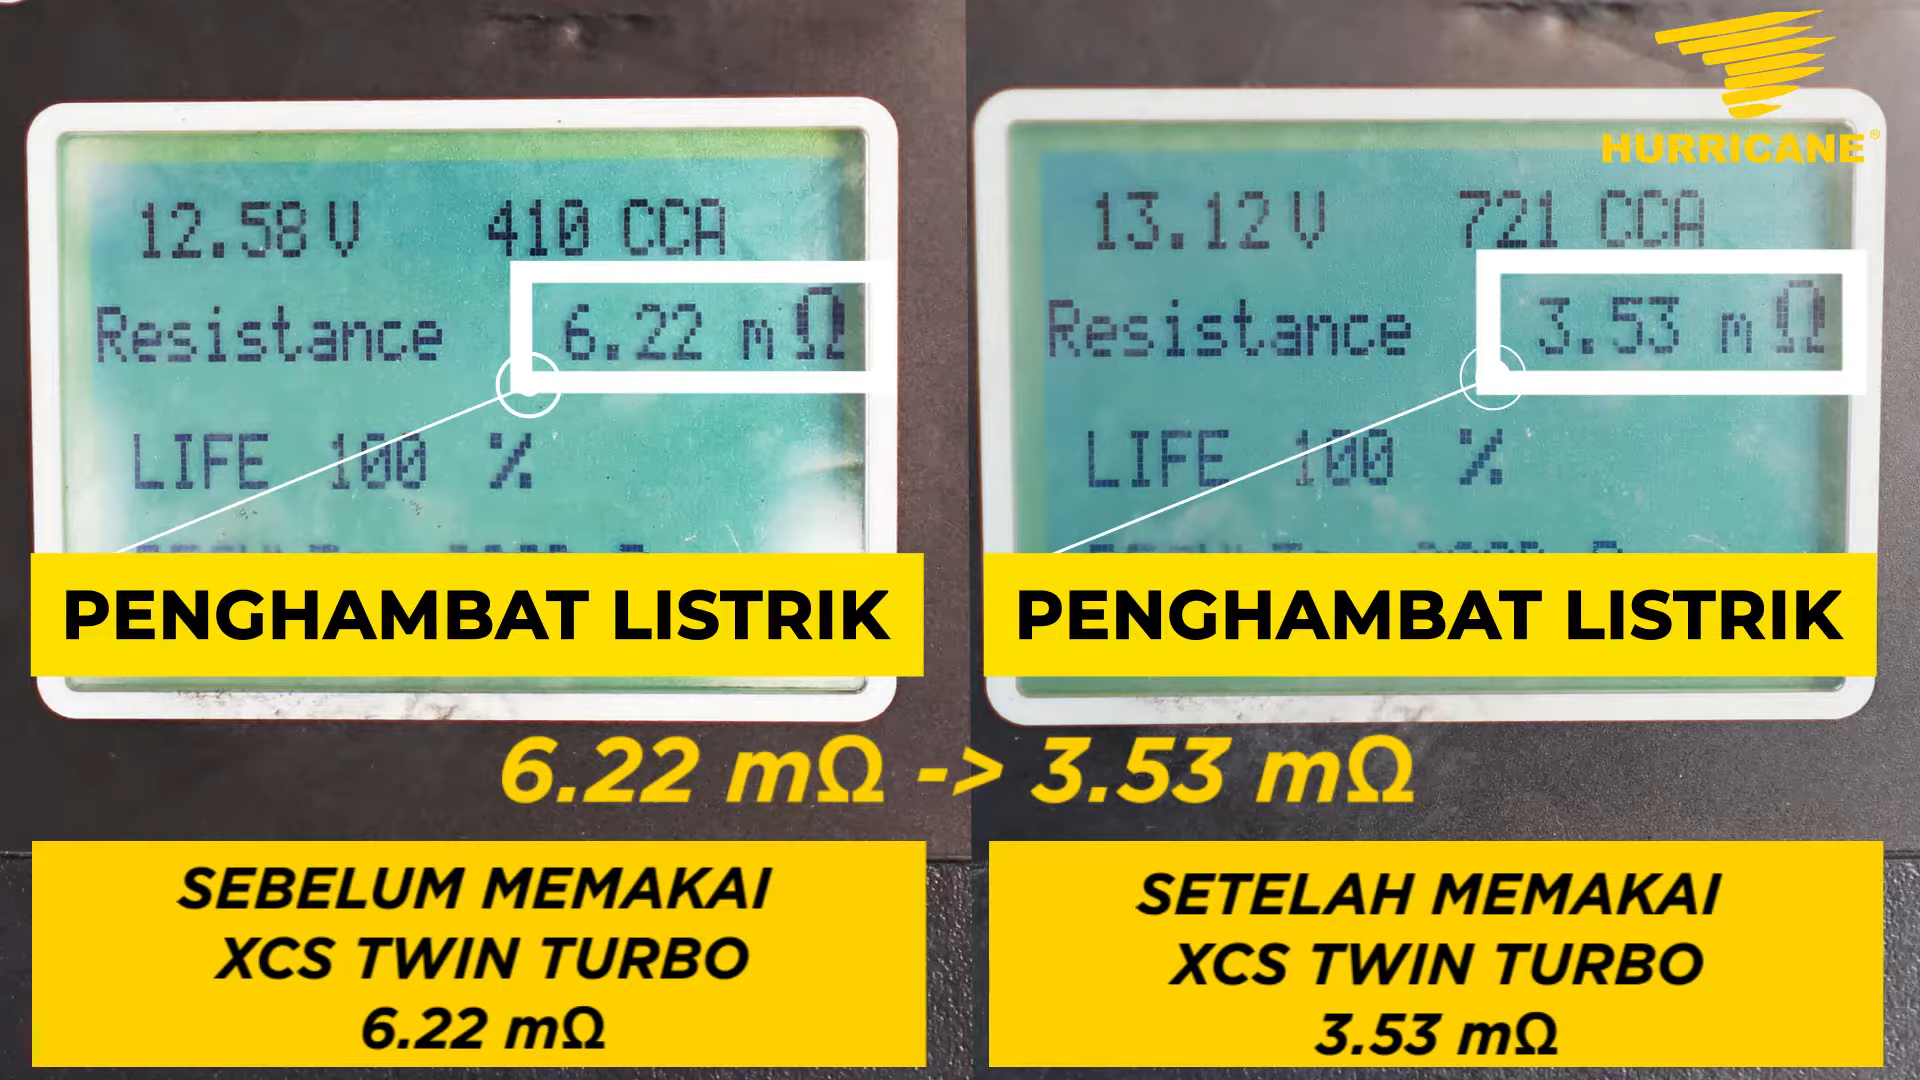 HURRICANE®
12.58 V 410 CCA
Resistance 6.22 mΩ
LIFE 100 %
PENGHAMBAT LISTRIK
13.12 V 721 CCA
Resistance 3.53 mΩ
LIFE 100 %
PENGHAMBAT LISTRIK
6.22 mΩ -> 3.53 mΩ
SEBELUM MEMAKAI
XCS TWIN TURBO
6.22 mΩ
SETELAH MEMAKAI
XCS TWIN TURBO
3.53 mΩ